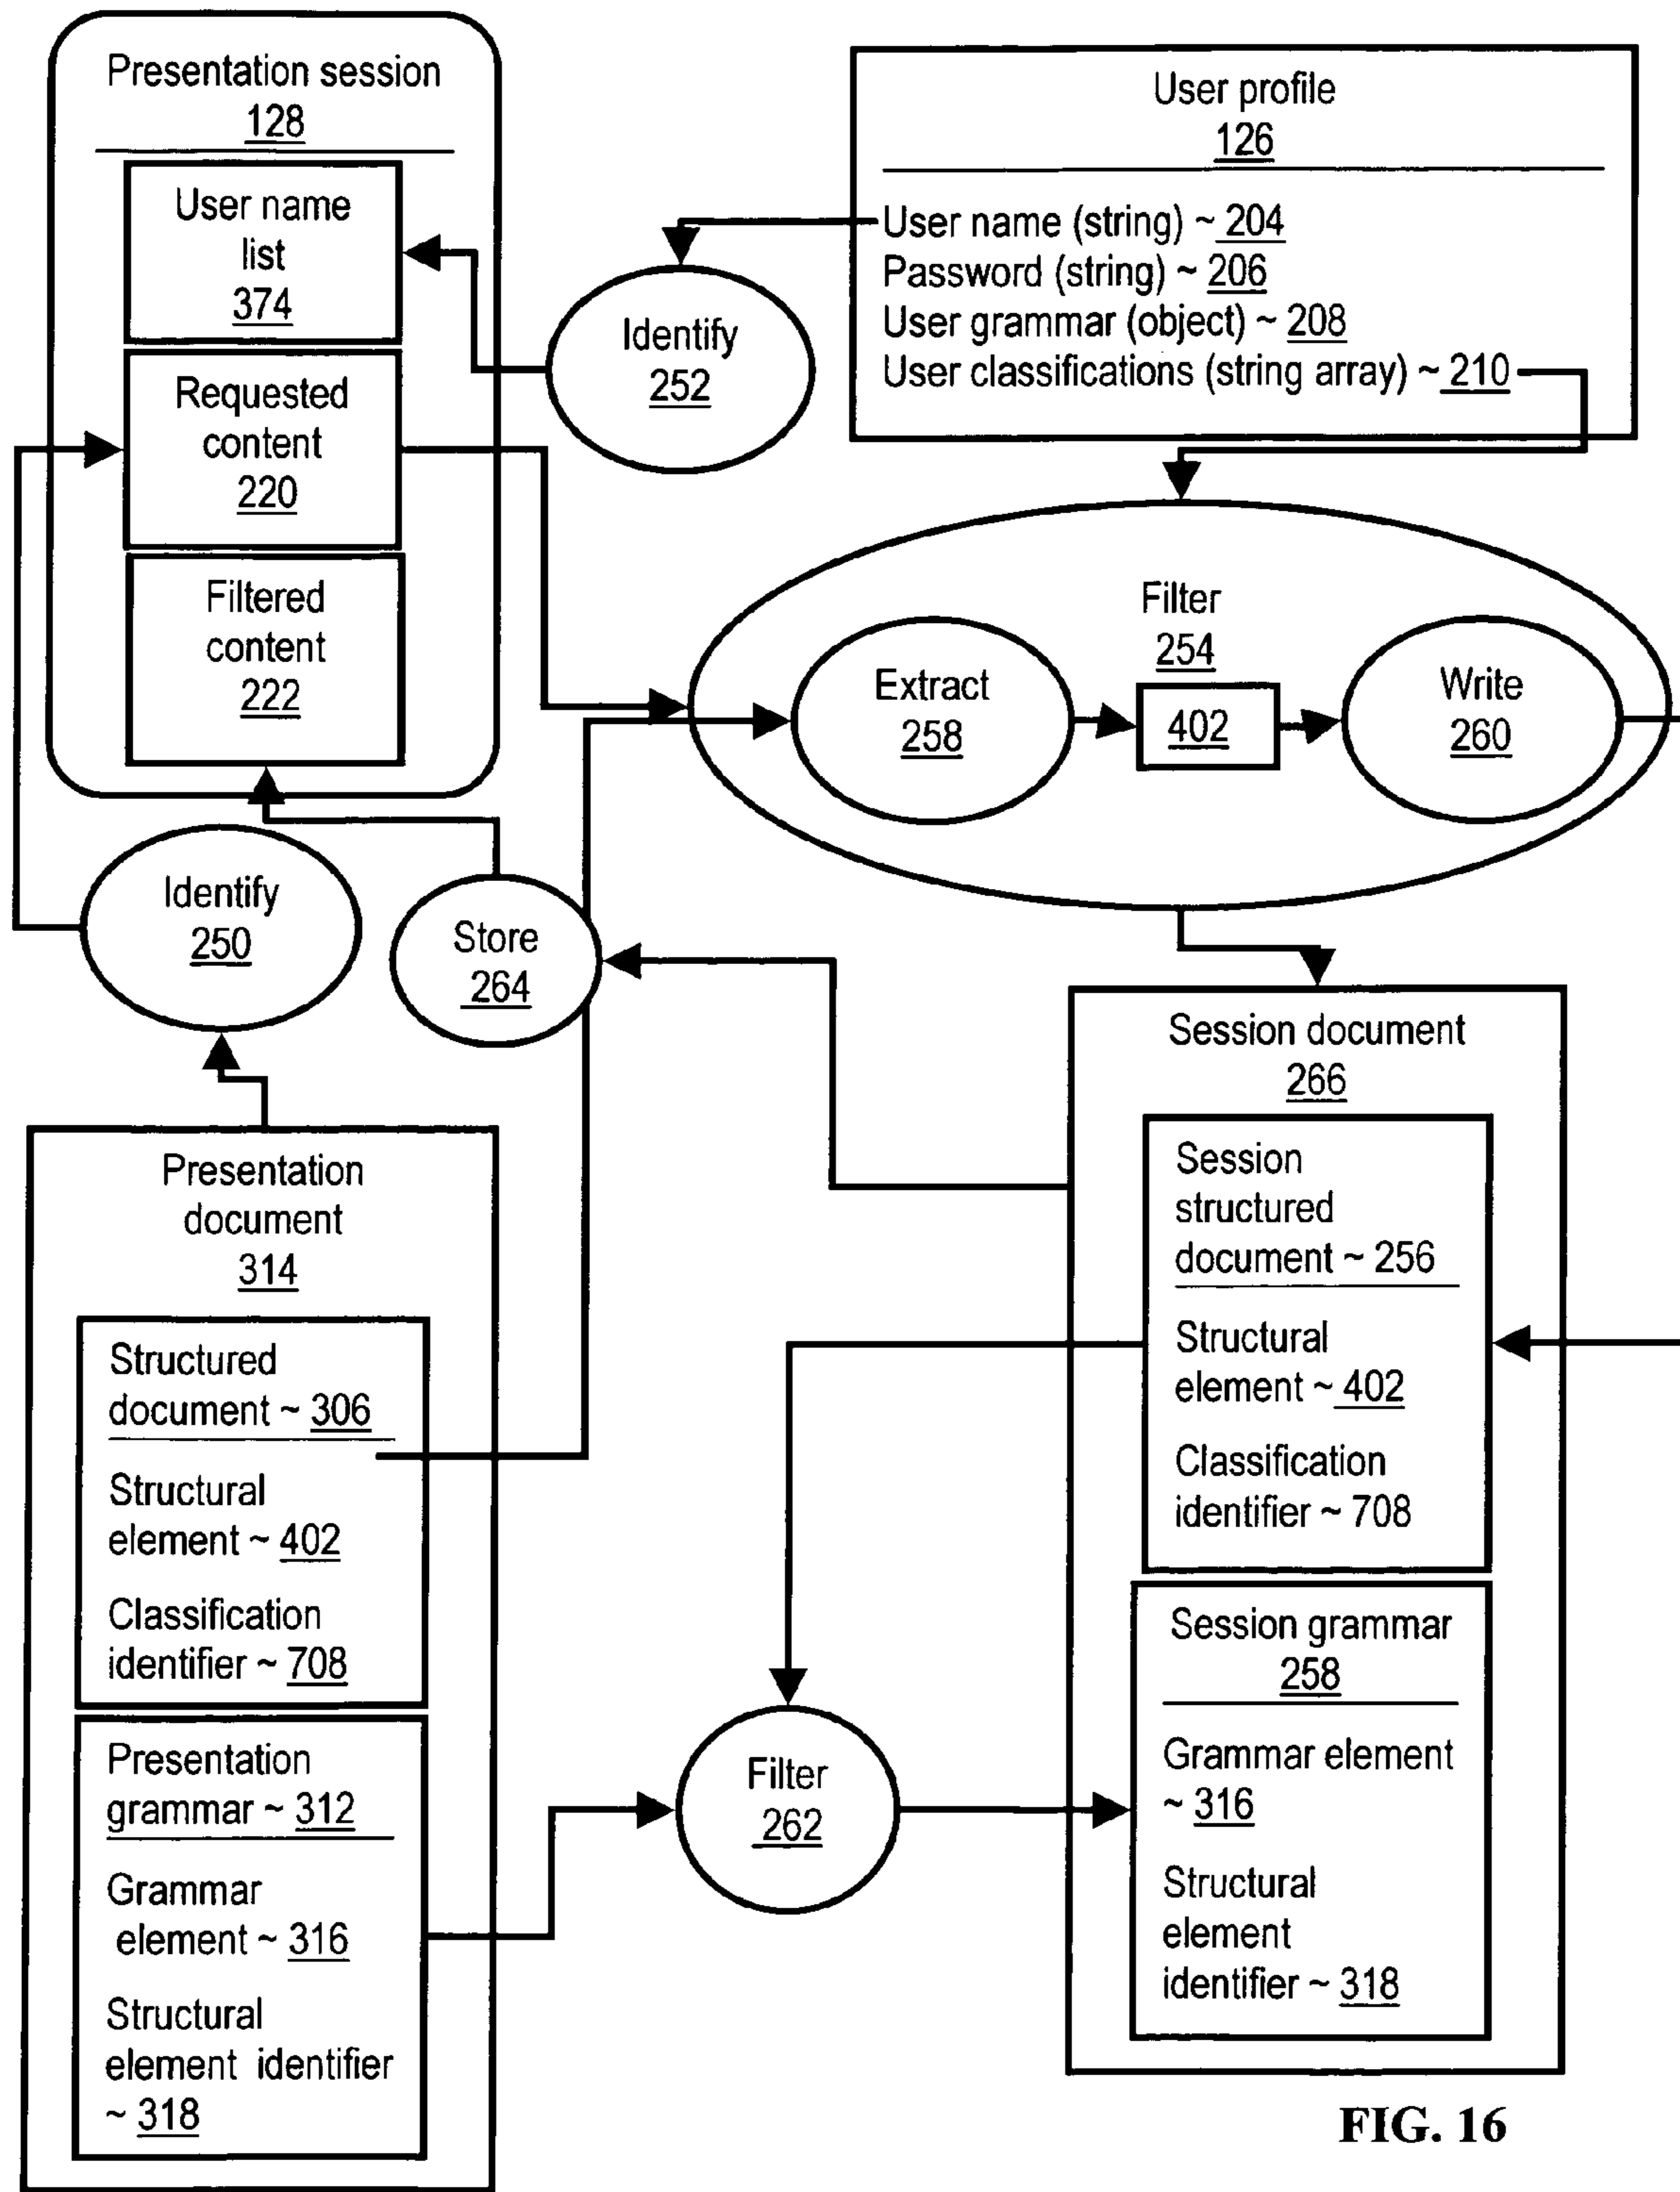 Presentation session
128
User name
list
374
Requested
content
220
Filtered
content
222
User profile
126
User name (string) ~ 204
Password (string) ~ 206
User grammar (object) ~ 208
User classifications (string array) ~ 210
Identify
252
Filter
254
Extract
258
402
Write
260
Identify
250
Store
264
Presentation
document
314
Structured
document ~ 306
Structural
element ~ 402
Classification
identifier ~ 708
Presentation
grammar ~ 312
Grammar
element ~ 316
Structural
element identifier
~ 318
Filter
262
Session document
266
Session
structured
document ~ 256
Structural
element ~ 402
Classification
identifier ~ 708
Session grammar
258
Grammar element
~ 316
Structural
element
identifier ~ 318
FIG. 16